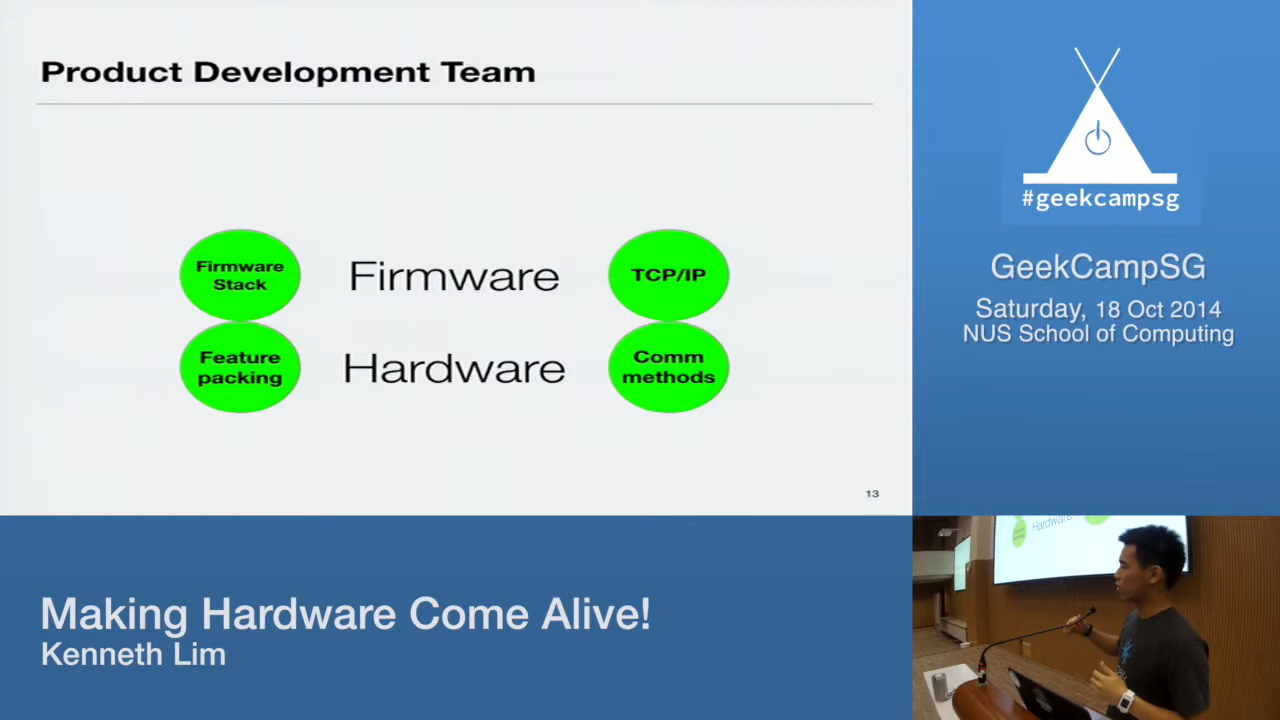 Product Development Team
Firmware
Stack
Firmware
TCP/IP
Feature
packing
Hardware
Comm
methods
13
#geekcampsg
GeekCampSG
Saturday, 18 Oct 2014
NUS School of Computing
Making Hardware Come Alive!
Kenneth Lim
Hardware